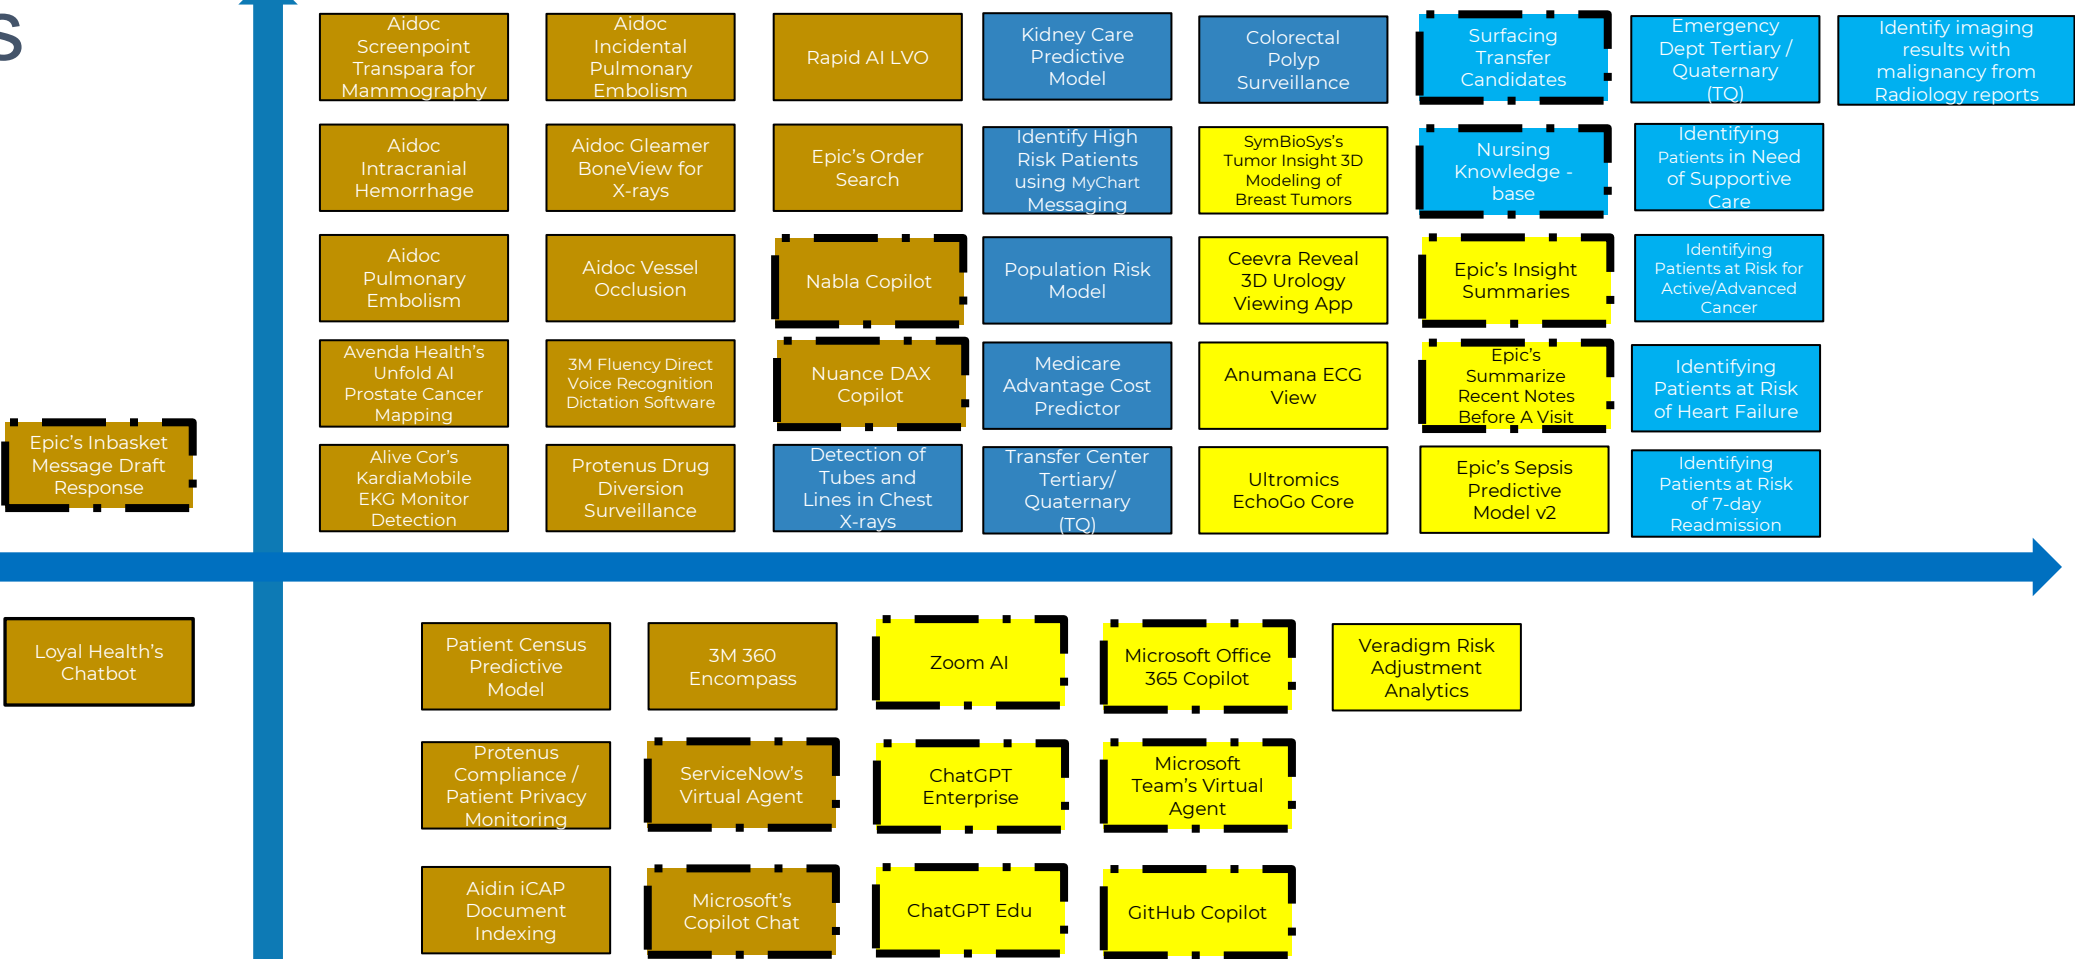 s
Aidoc
Screenpoint
Transpara for
Mammography
Aidoc
Incidental
Pulmonary
Embolism
Rapid AI LVO
Kidney Care
Predictive
Model
Colorectal
Polyp
Surveillance
Surfacing
Transfer
Candidates
Emergency
Dept Tertiary /
Quaternary
(TQ)
Identify imaging
results with
malignancy from
Radiology reports
Aidoc
Intracranial
Hemorrhage
Aidoc Gleamer
BoneView for
X-rays
Epic’s Order
Search
Identify High
Risk Patients
using MyChart
Messaging
SymBioSys’s
Tumor Insight 3D
Modeling of
Breast Tumors
Nursing
Knowledge -
base
Identifying
Patients in Need
of Supportive
Care
Aidoc
Pulmonary
Embolism
Aidoc Vessel
Occlusion
Nabla Copilot
Population Risk
Model
Ceevra Reveal
3D Urology
Viewing App
Epic’s Insight
Summaries
Identifying
Patients at Risk for
Active/Advanced
Cancer
Avenda Health’s
Unfold AI
Prostate Cancer
Mapping
3M Fluency Direct
Voice Recognition
Dictation Software
Nuance DAX
Copilot
Medicare
Advantage Cost
Predictor
Anumana ECG
View
Epic’s
Summarize
Recent Notes
Before A Visit
Identifying
Patients at Risk
of Heart Failure
Epic’s Inbasket
Message Draft
Response
Alive Cor’s
KardiaMobile
EKG Monitor
Detection
Protenus Drug
Diversion
Surveillance
Detection of
Tubes and
Lines in Chest
X-rays
Transfer Center
Tertiary/
Quaternary
(TQ)
Ultromics
EchoGo Core
Epic’s Sepsis
Predictive
Model v2
Identifying
Patients at Risk
of 7-day
Readmission
Loyal Health’s
Chatbot
Patient Census
Predictive
Model
3M 360
Encompass
Zoom AI
Microsoft Office
365 Copilot
Veradigm Risk
Adjustment
Analytics
Protenus
Compliance /
Patient Privacy
Monitoring
ServiceNow’s
Virtual Agent
ChatGPT
Enterprise
Microsoft
Team’s Virtual
Agent
Aidin iCAP
Document
Indexing
Microsoft’s
Copilot Chat
ChatGPT Edu
GitHub Copilot